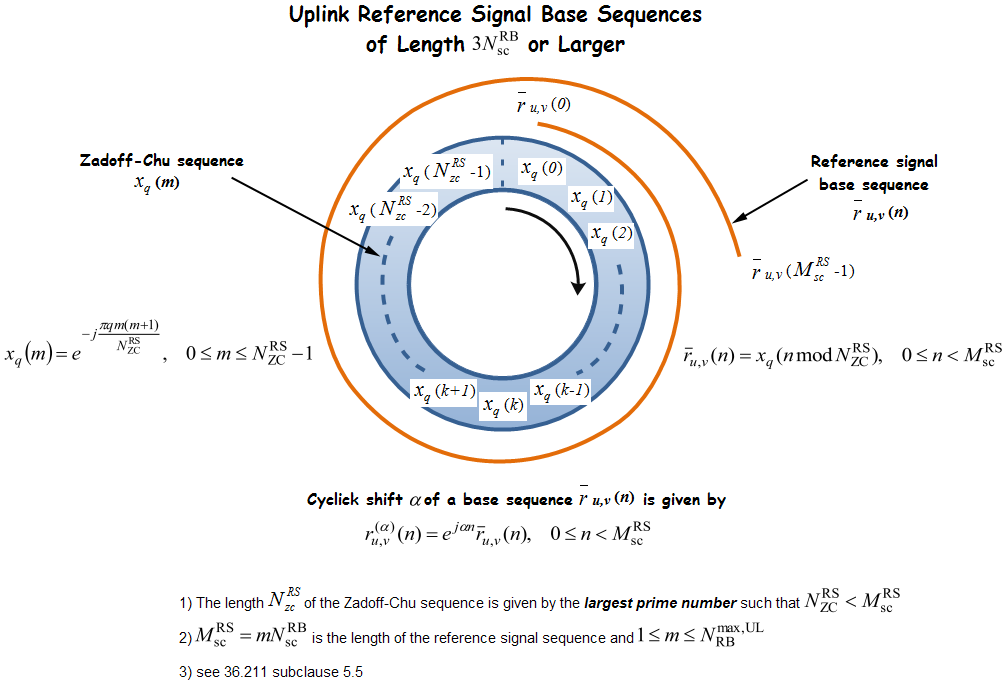 Uplink Reference Signal Base Sequences
of Length 3N_sc^RB or Larger
r̄ u,v (0)
Zadoff-Chu sequence
x_q (m)
x_q ( N_zc^RS -1)
x_q (0)
x_q (1)
x_q ( N_zc^RS -2)
x_q (2)
Reference signal
base sequence
r̄ u,v (n)
r̄ u,v ( M_sc^RS -1)
x_q(m) = e^{-j πqm(m+1)/N_ZC^RS} , 0 ≤ m ≤ N_ZC^RS − 1
r̄_u,v(n) = x_q(n mod N_ZC^RS), 0 ≤ n < M_sc^RS
x_q (k+1)
x_q (k)
x_q (k-1)
Cyclick shift α of a base sequence r̄ u,v (n) is given by
r_u,v^(α)(n) = e^{jαn} r̄_u,v(n), 0 ≤ n < M_sc^RS
1) The length N_zc^RS of the Zadoff-Chu sequence is given by the largest prime number such that N_ZC^RS < M_sc^RS
2) M_sc^RS = mN_sc^RB is the length of the reference signal sequence and 1 ≤ m ≤ N_RB^max,UL
3) see 36.211 subclause 5.5